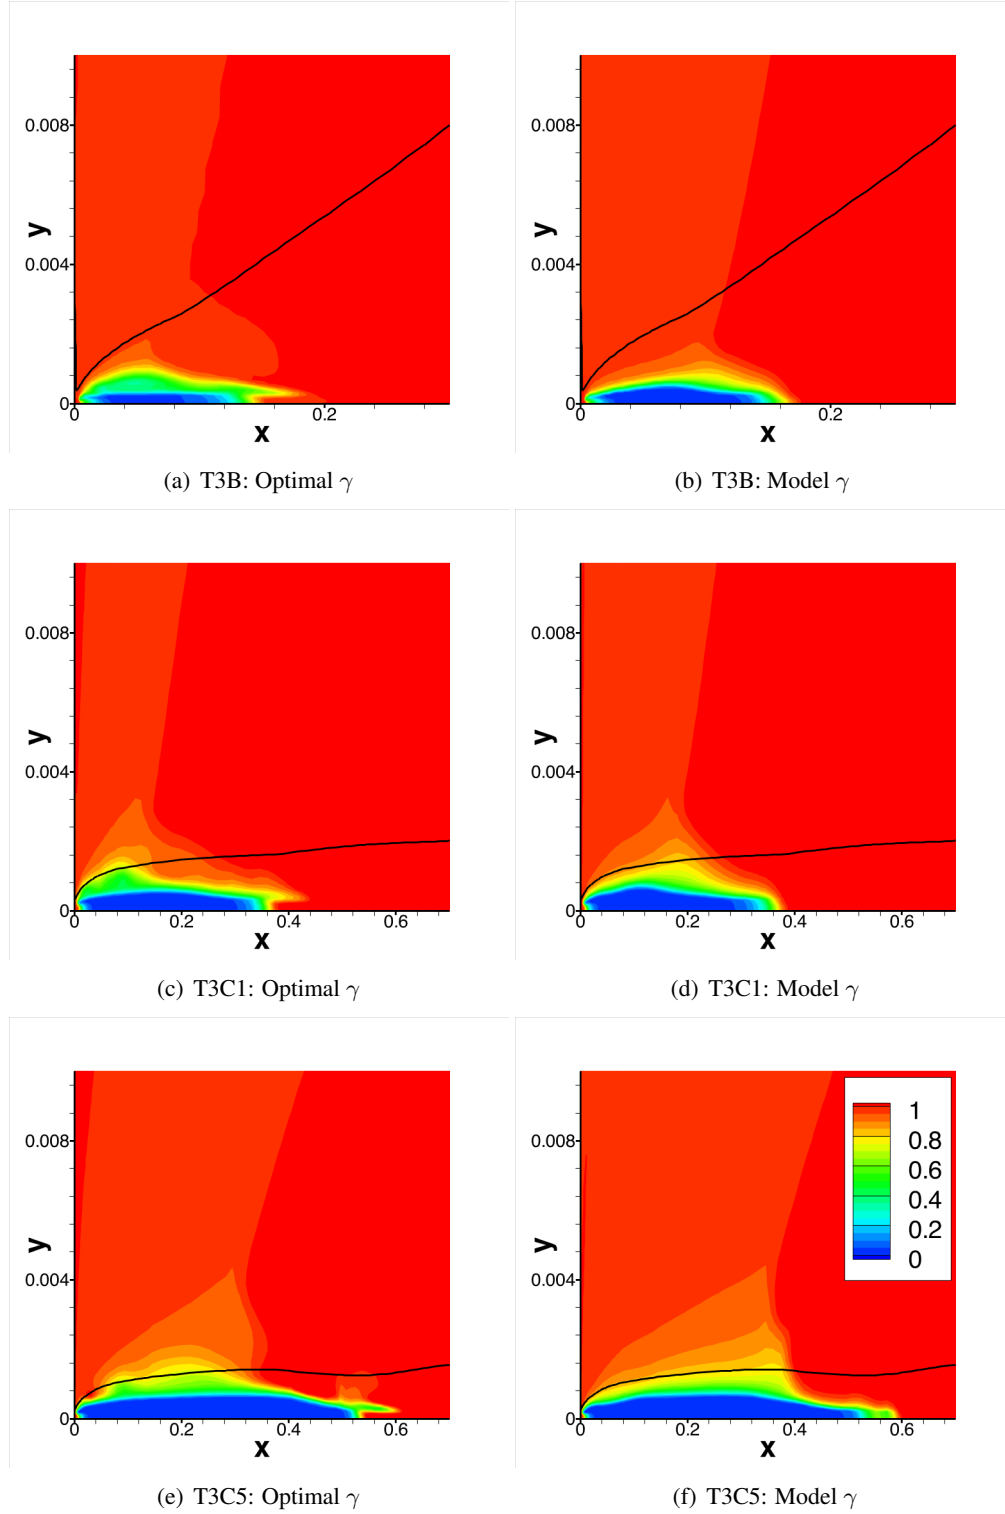 y
0.008
0.004
0
0 0.2
x
(a) T3B: Optimal γ
y
0.008
0.004
0
0 0.2
x
(b) T3B: Model γ
y
0.008
0.004
0
0 0.2 0.4 0.6
x
(c) T3C1: Optimal γ
y
0.008
0.004
0
0 0.2 0.4 0.6
x
(d) T3C1: Model γ
y
0.008
0.004
0
0 0.2 0.4 0.6
x
(e) T3C5: Optimal γ
y
0.008
0.004
0
0 0.2 0.4 0.6
x
1
0.8
0.6
0.4
0.2
0
(f) T3C5: Model γ